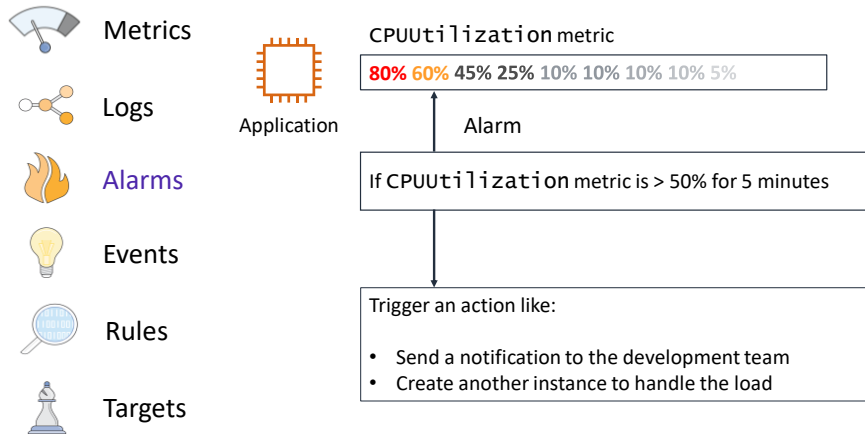 Metrics
Logs
Alarms
Events
Rules
Targets
Application
CPUUtilization metric
80% 60% 45% 25% 10% 10% 10% 10% 5%
Alarm
If CPUUtilization metric is > 50% for 5 minutes
Trigger an action like:
• Send a notification to the development team
• Create another instance to handle the load